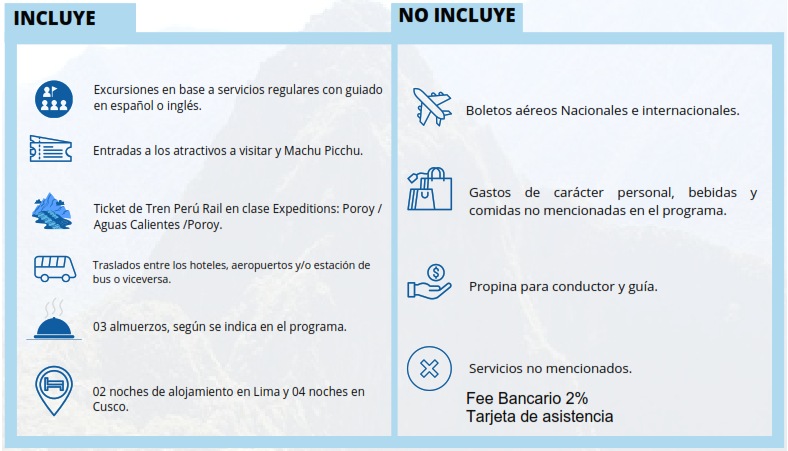 INCLUYE
Excursiones en base a servicios regulares con guiado
en español o inglés.
Entradas a los atractivos a visitar y Machu Picchu.
Ticket de Tren Perú Rail en clase Expeditions: Poroy /
Aguas Calientes /Poroy.
Traslados entre los hoteles, aeropuertos y/o estación de
bus o viceversa.
03 almuerzos, según se indica en el programa.
02 noches de alojamiento en Lima y 04 noches en
Cusco.
NO INCLUYE
Boletos aéreos Nacionales e internacionales.
Gastos de carácter personal, bebidas y
comidas no mencionadas en el programa.
Propina para conductor y guía.
Servicios no mencionados.
Fee Bancario 2%
Tarjeta de asistencia